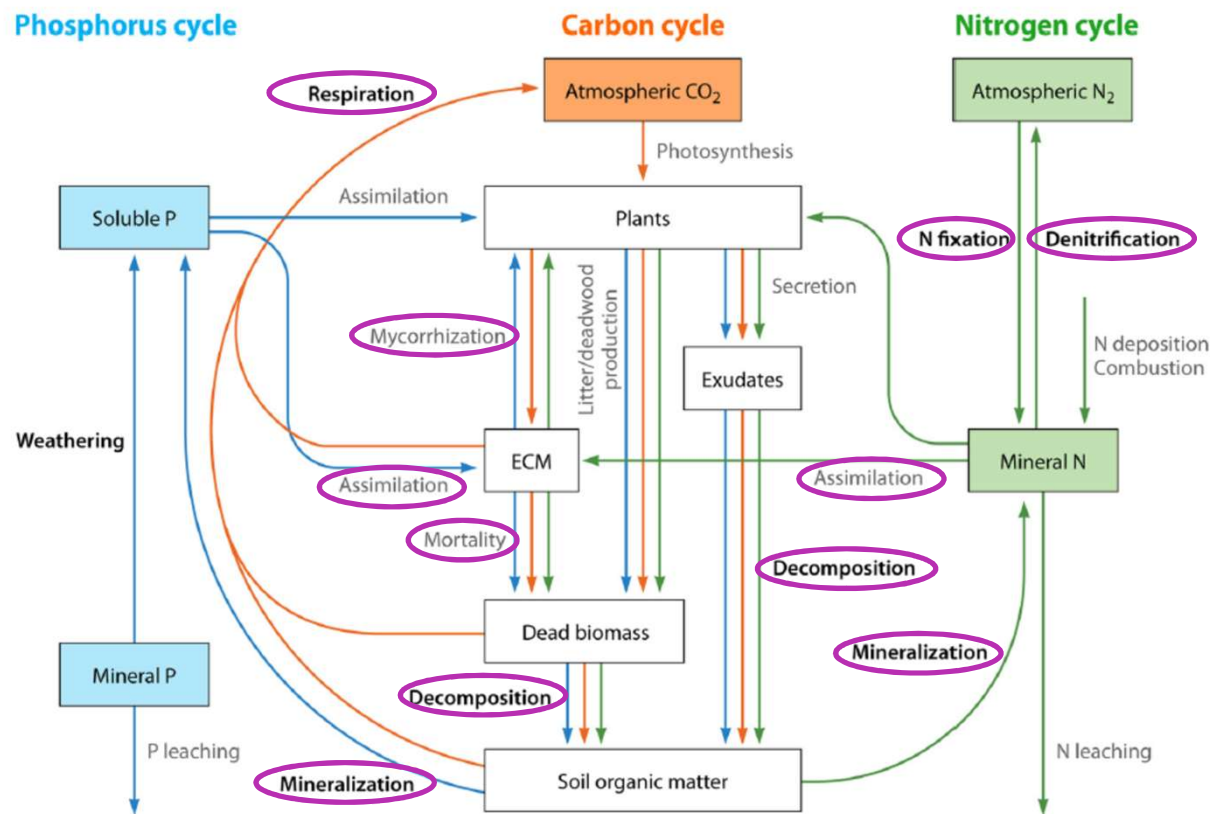 Phosphorus cycle
Carbon cycle
Nitrogen cycle
Respiration
Atmospheric CO₂
Atmospheric N₂
Photosynthesis
Assimilation
Soluble P
Plants
N fixation
Denitrification
Secretion
Mycorrhization
Litter/deadwood
production
N deposition
Combustion
Exudates
Weathering
ECM
Mineral N
Assimilation
Assimilation
Mortality
Decomposition
Dead biomass
Mineralization
Mineral P
Decomposition
P leaching
N leaching
Mineralization
Soil organic matter